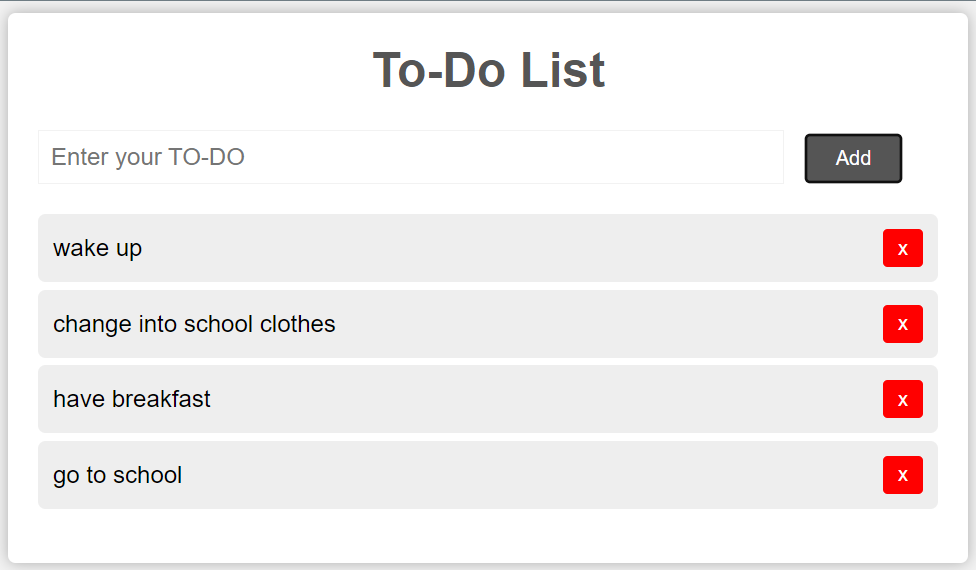 To-Do List
Enter your TO-DO
Add
wake up
x
change into school clothes
x
have breakfast
x
go to school
x